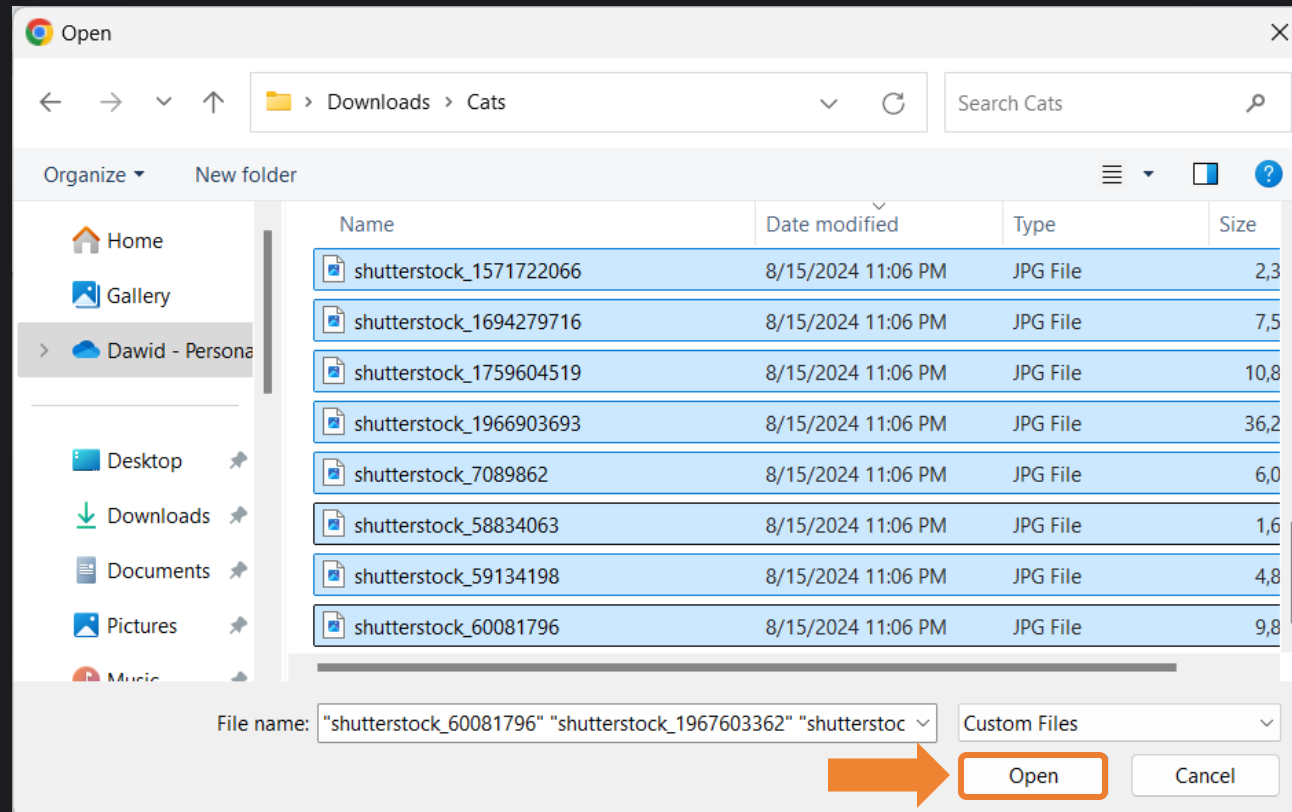 Open
Downloads > Cats
Search Cats
Organize
New folder
Name Date modified Type Size
Home
Gallery
Dawid - Persona
Desktop
Downloads
Documents
Pictures
Music
shutterstock_1571722066 8/15/2024 11:06 PM JPG File 2,3
shutterstock_1694279716 8/15/2024 11:06 PM JPG File 7,5
shutterstock_1759604519 8/15/2024 11:06 PM JPG File 10,8
shutterstock_1966903693 8/15/2024 11:06 PM JPG File 36,2
shutterstock_7089862 8/15/2024 11:06 PM JPG File 6,0
shutterstock_58834063 8/15/2024 11:06 PM JPG File 1,6
shutterstock_59134198 8/15/2024 11:06 PM JPG File 4,8
shutterstock_60081796 8/15/2024 11:06 PM JPG File 9,8
File name: "shutterstock_60081796" "shutterstock_1967603362" "shutterstoc
Custom Files
Open
Cancel